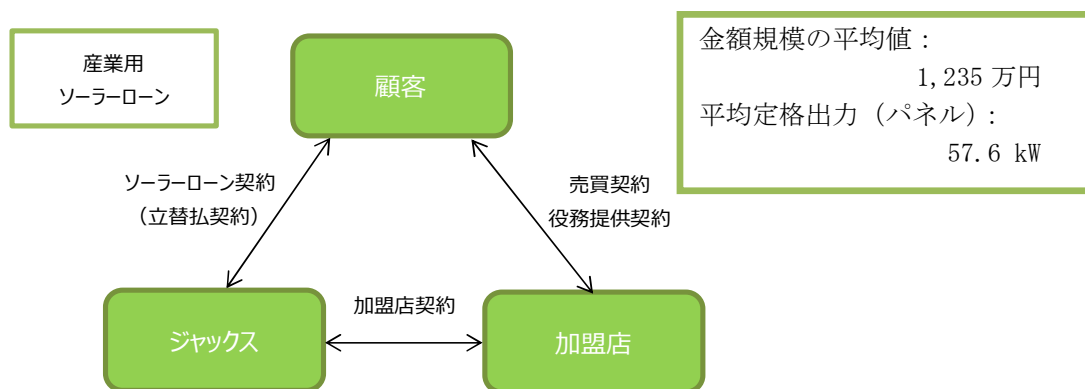 産業用
ソーラーローン
顧客
金額規模の平均値：
1,235 万円
平均定格出力（パネル）：
57.6 kW
ソーラーローン契約
（立替払契約）
売買契約
役務提供契約
ジャックス
加盟店契約
加盟店